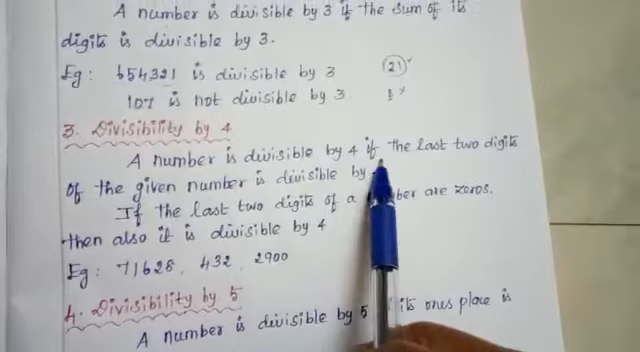 A number is divisible by 3 if the sum of its
digits is divisible by 3.
Eg: 654321 is divisible by 3 21
107 is not divisible by 3. 8 x
3. Divisibility by 4
A number is divisible by 4 if the last two digits
of the given number is divisible by
If the last two digits of a ber are zeros,
then also it is divisible by 4
Eg: 71628, 432, 2900
4. Divisibility by 5
A number is divisible by 5 its ones place is